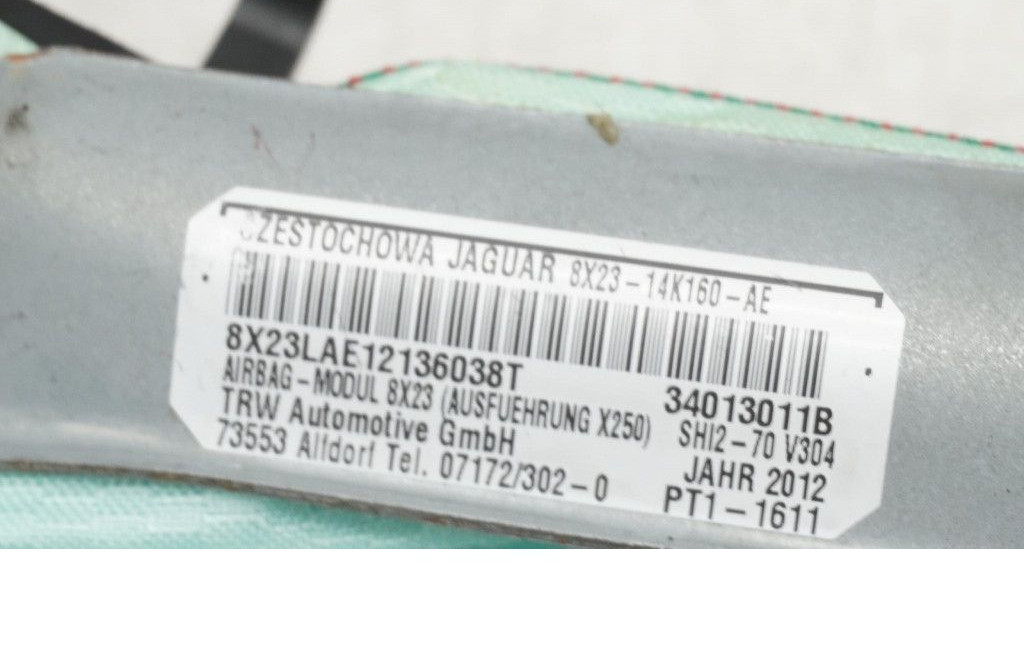 CZESTOCHOWA JAGUAR 8X23-14K160-AE
8X23LAE12136038T
34013011B
AIRBAG-MODUL 8X23 (AUSFUEHRUNG X250)
SHI2-70 V304
TRW Automotive GmbH
JAHR 2012
73553 Alfdorf Tel. 07172/302-0
PT1-1611